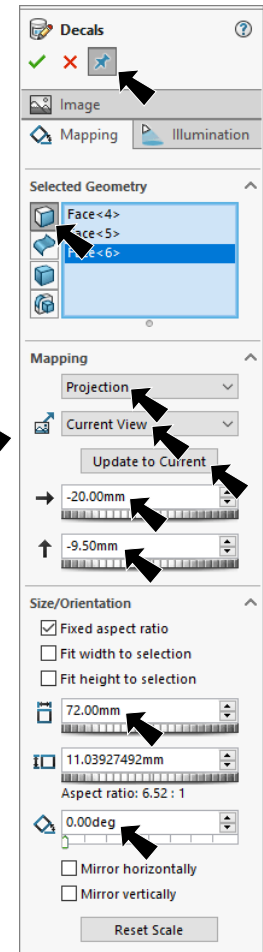 Decals
Image
Mapping Illumination
Selected Geometry
Face<4>
Face<5>
Face<6>
Mapping
Projection
Current View
Update to Current
-20.00mm
-9.50mm
Size/Orientation
Fixed aspect ratio
Fit width to selection
Fit height to selection
72.00mm
11.03927492mm
Aspect ratio: 6.52 : 1
0.00deg
Mirror horizontally
Mirror vertically
Reset Scale